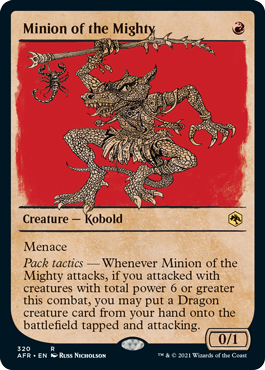 Minion of the Mighty
Creature — Kobold
Menace
Pack tactics — Whenever Minion of the
Mighty attacks, if you attacked with
creatures with total power 6 or greater
this combat, you may put a Dragon
creature card from your hand onto the
battlefield tapped and attacking.
0/1
320 R
AFR • EN Russ Nicholson
™ & © 2021 Wizards of the Coast